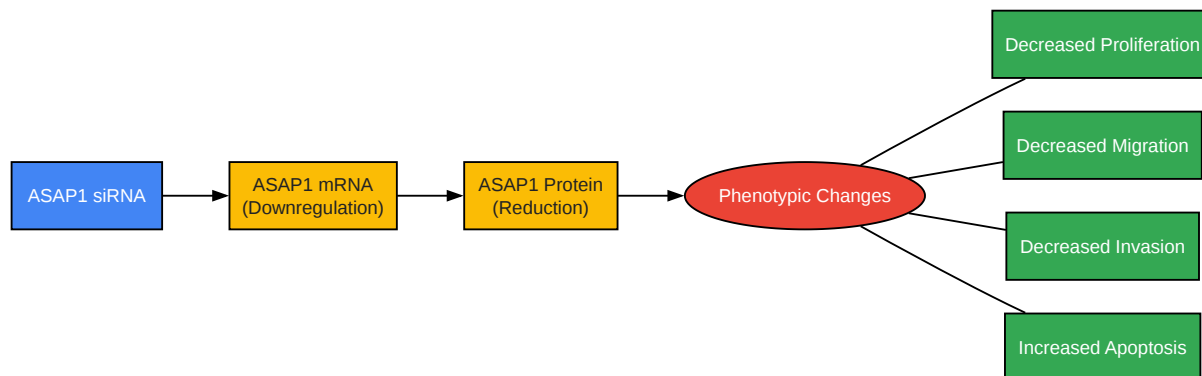 ASAP1 siRNA
ASAP1 mRNA
(Downregulation)
ASAP1 Protein
(Reduction)
Phenotypic Changes
Decreased Proliferation
Decreased Migration
Decreased Invasion
Increased Apoptosis